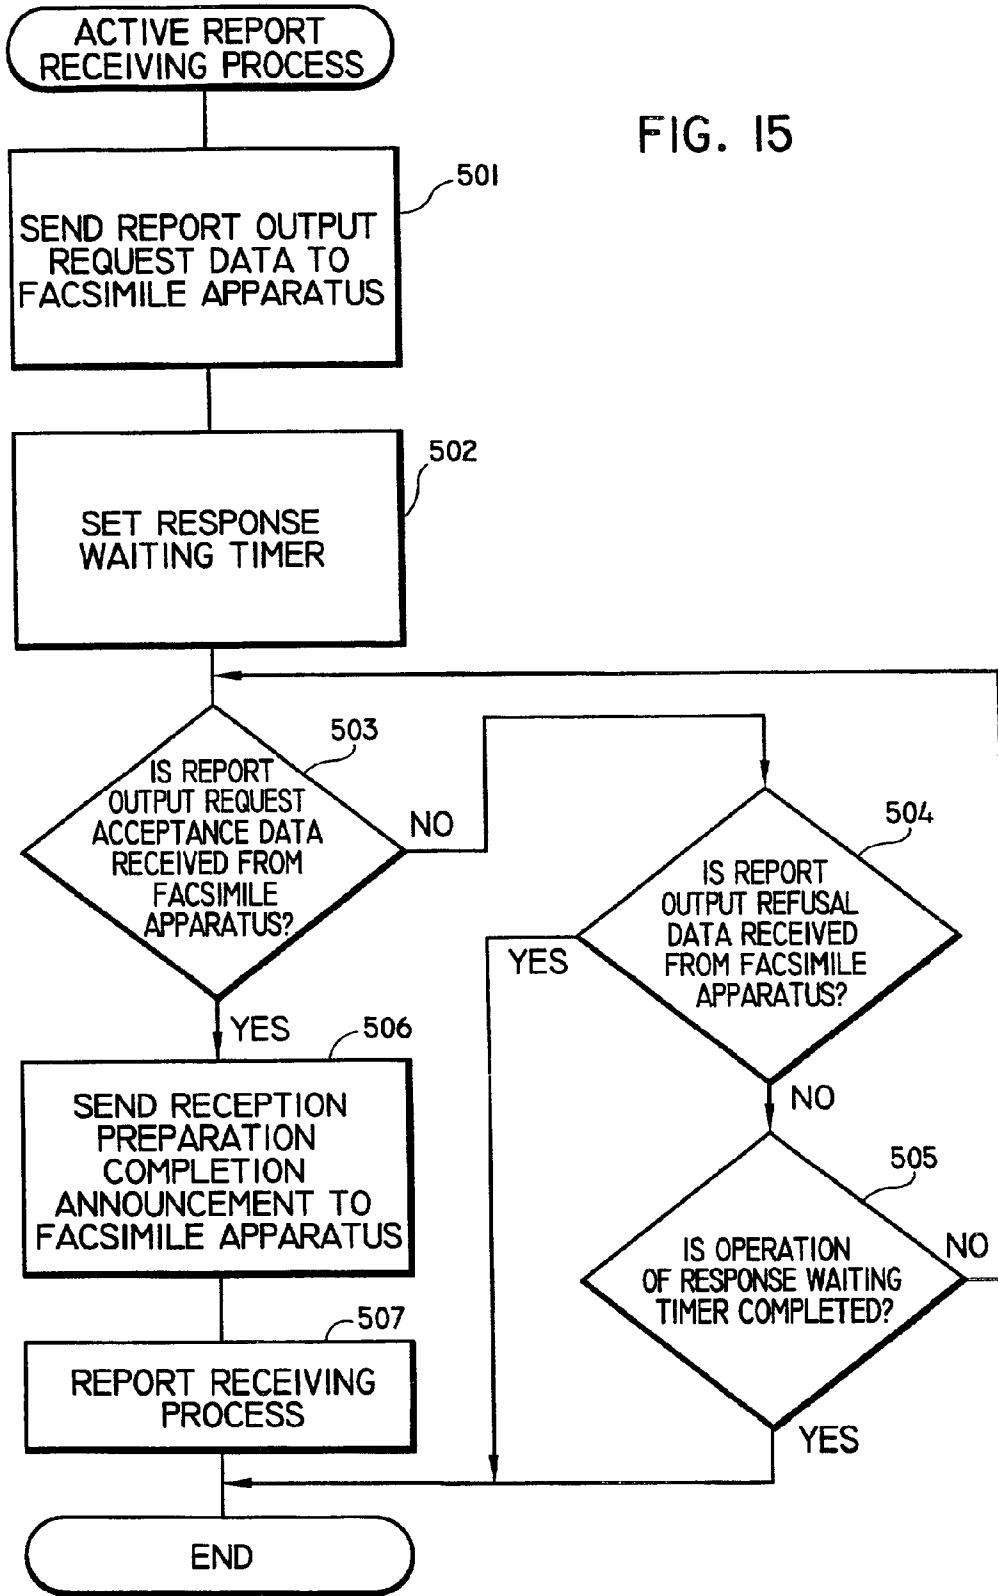 ACTIVE REPORT
RECEIVING PROCESS
FIG. 15
501
SEND REPORT OUTPUT
REQUEST DATA TO
FACSIMILE APPARATUS
502
SET RESPONSE
WAITING TIMER
503
IS REPORT
OUTPUT REQUEST
ACCEPTANCE DATA
RECEIVED FROM
FACSIMILE
APPARATUS?
NO
YES
504
IS REPORT
OUTPUT REFUSAL
DATA RECEIVED
FROM FACSIMILE
APPARATUS?
YES
NO
505
IS OPERATION
OF RESPONSE WAITING
TIMER COMPLETED?
NO
YES
506
SEND RECEPTION
PREPARATION
COMPLETION
ANNOUNCEMENT TO
FACSIMILE APPARATUS
507
REPORT RECEIVING
PROCESS
END